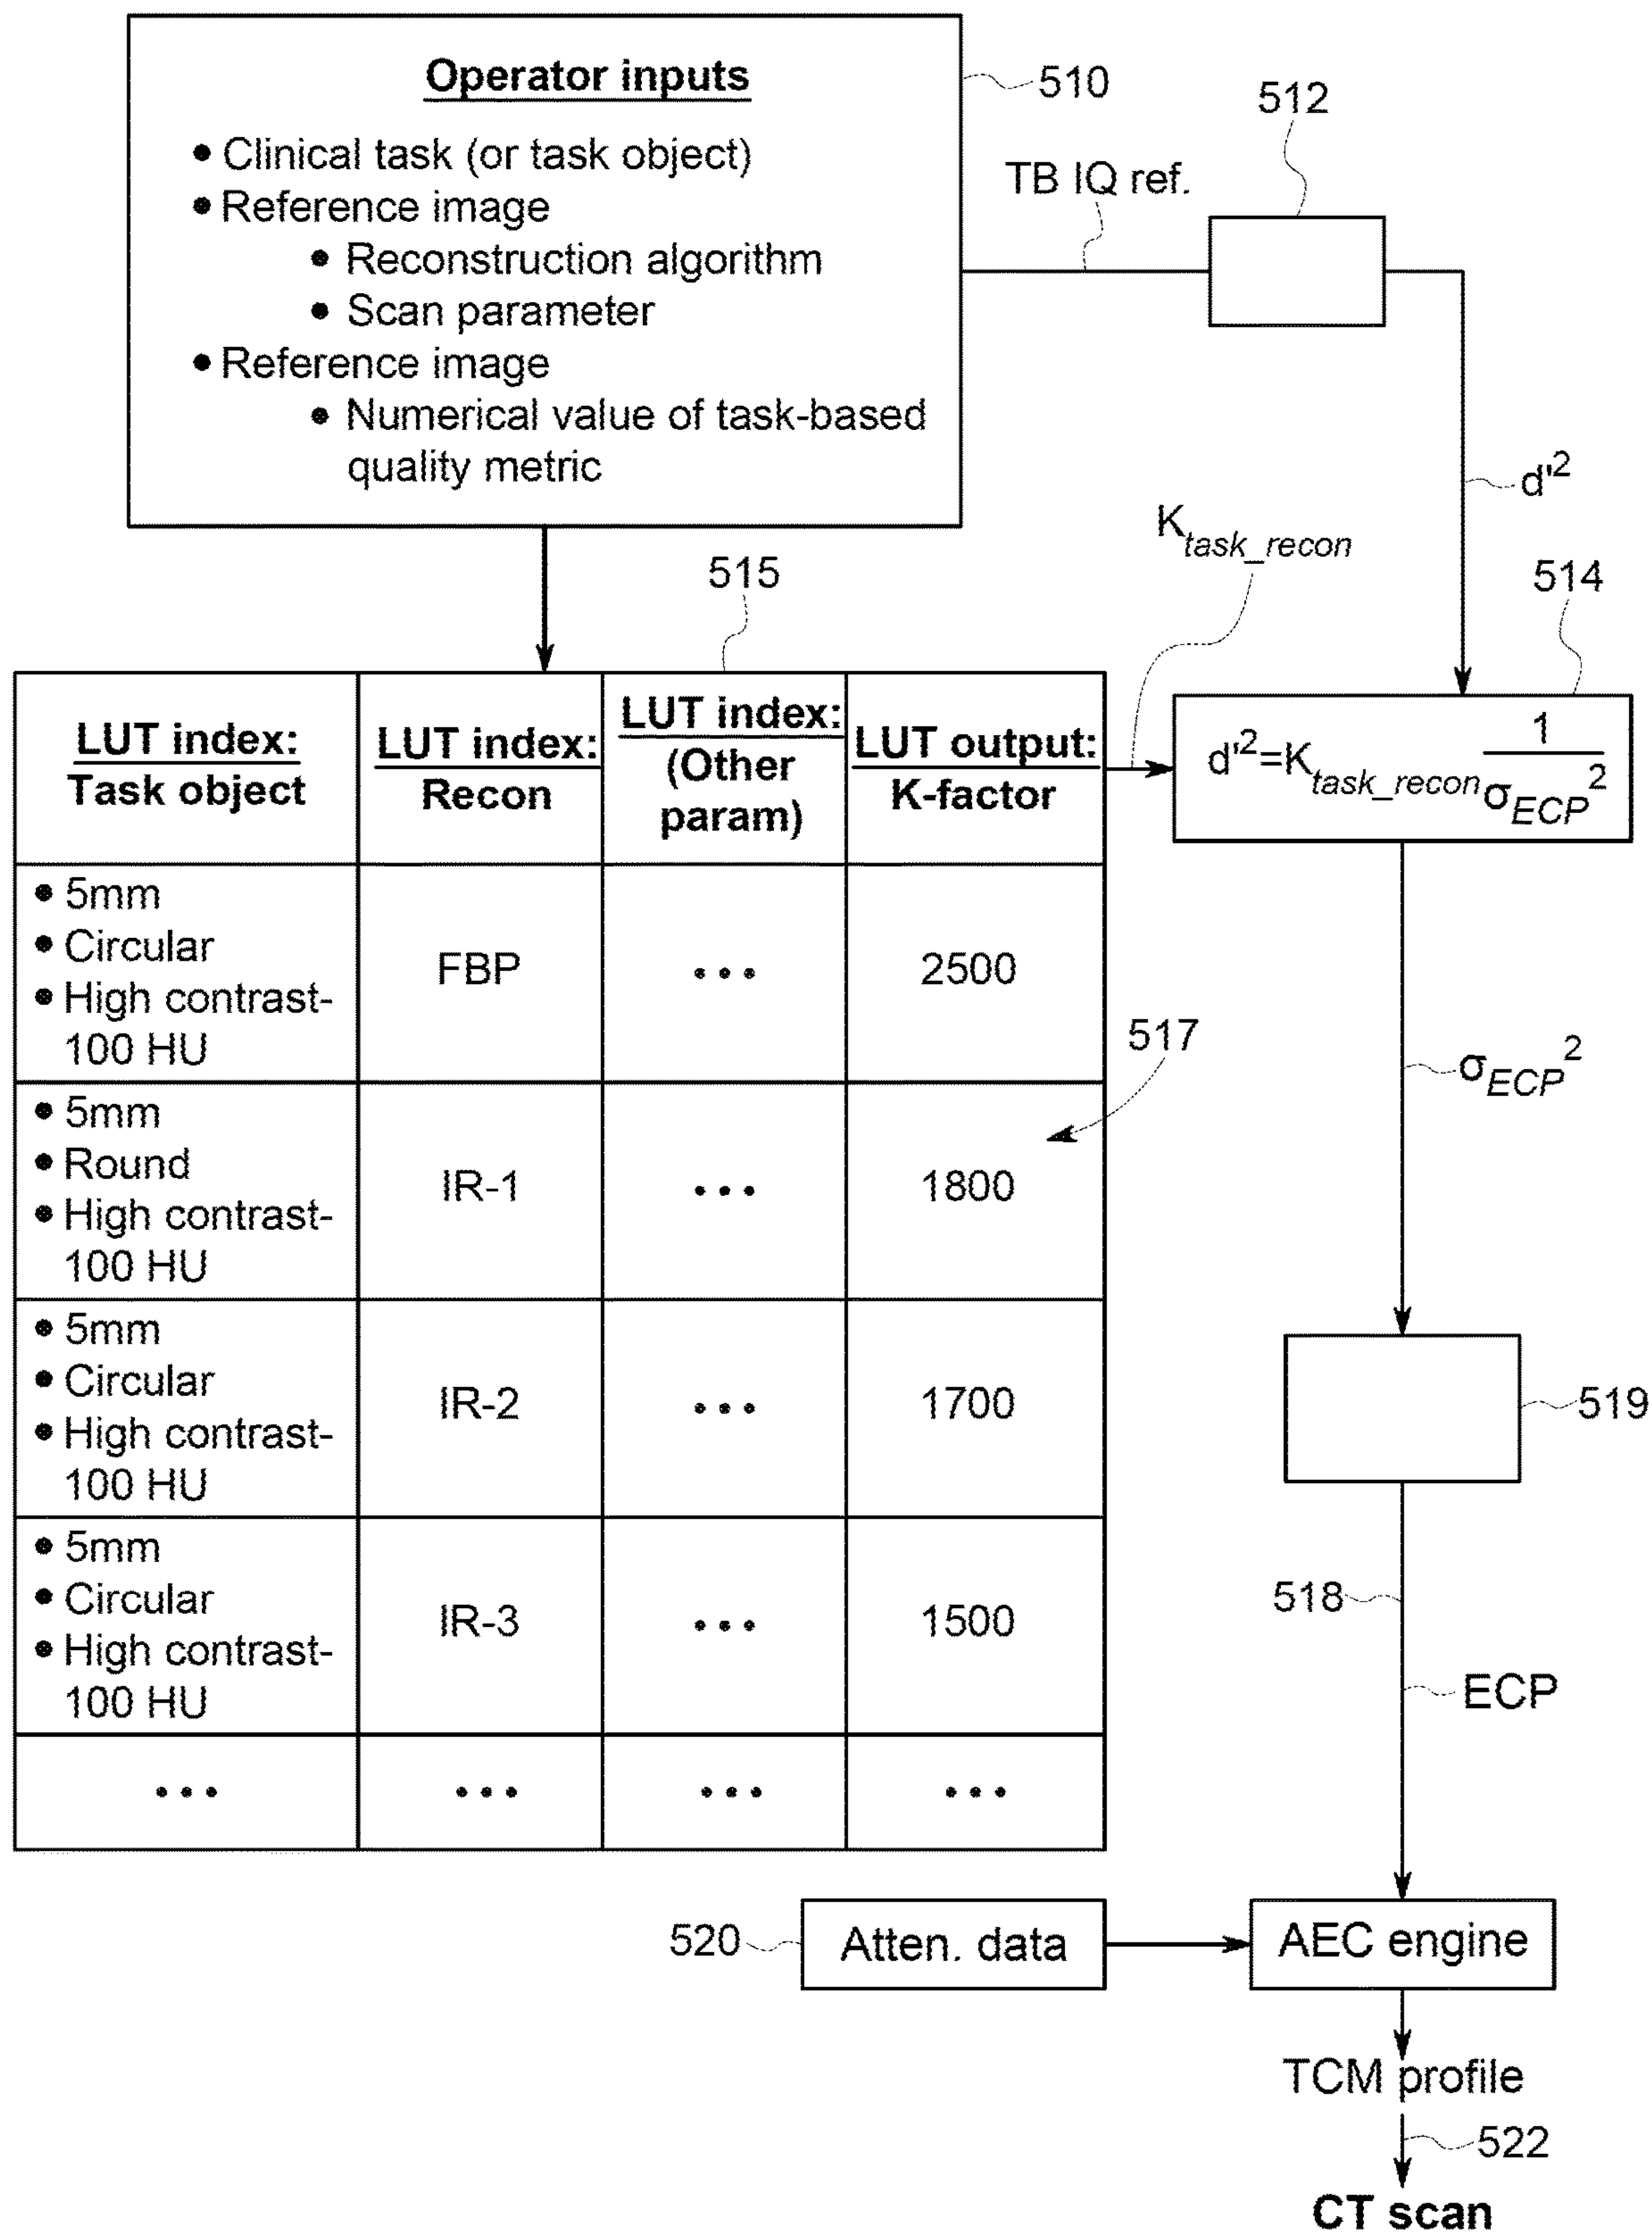 Operator inputs
• Clinical task (or task object)
• Reference image
• Reconstruction algorithm
• Scan parameter
• Reference image
• Numerical value of task-based
quality metric
510
512
TB IQ ref.
d'²
K_task_recon
514
515
d'²=K_task_recon 1/σ_ECP²
LUT index:
Task object
LUT index:
Recon
LUT index:
(Other
param)
LUT output:
K-factor
• 5mm
• Circular
• High contrast-
100 HU
FBP
• • •
2500
517
• 5mm
• Round
• High contrast-
100 HU
IR-1
• • •
1800
σ_ECP²
• 5mm
• Circular
• High contrast-
100 HU
IR-2
• • •
1700
519
• 5mm
• Circular
• High contrast-
100 HU
IR-3
• • •
1500
518
ECP
• • •
• • •
• • •
• • •
520
Atten. data
AEC engine
TCM profile
522
CT scan